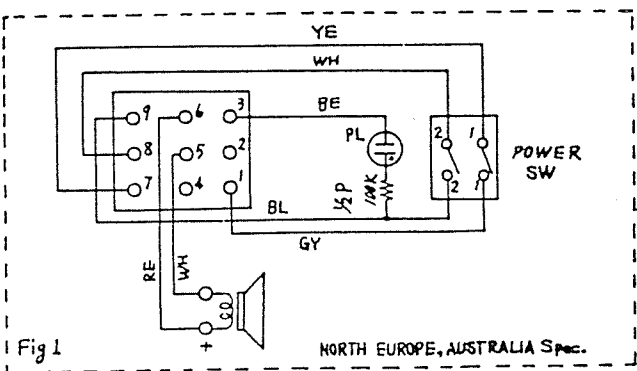 YE
WH
BE
9 6 3
8 5 2
7 4 1
PL
100K
1/2P
2 1
2 1
POWER
SW
BL
GY
RE
WH
+
Fig 1
NORTH EUROPE, AUSTRALIA Spec.